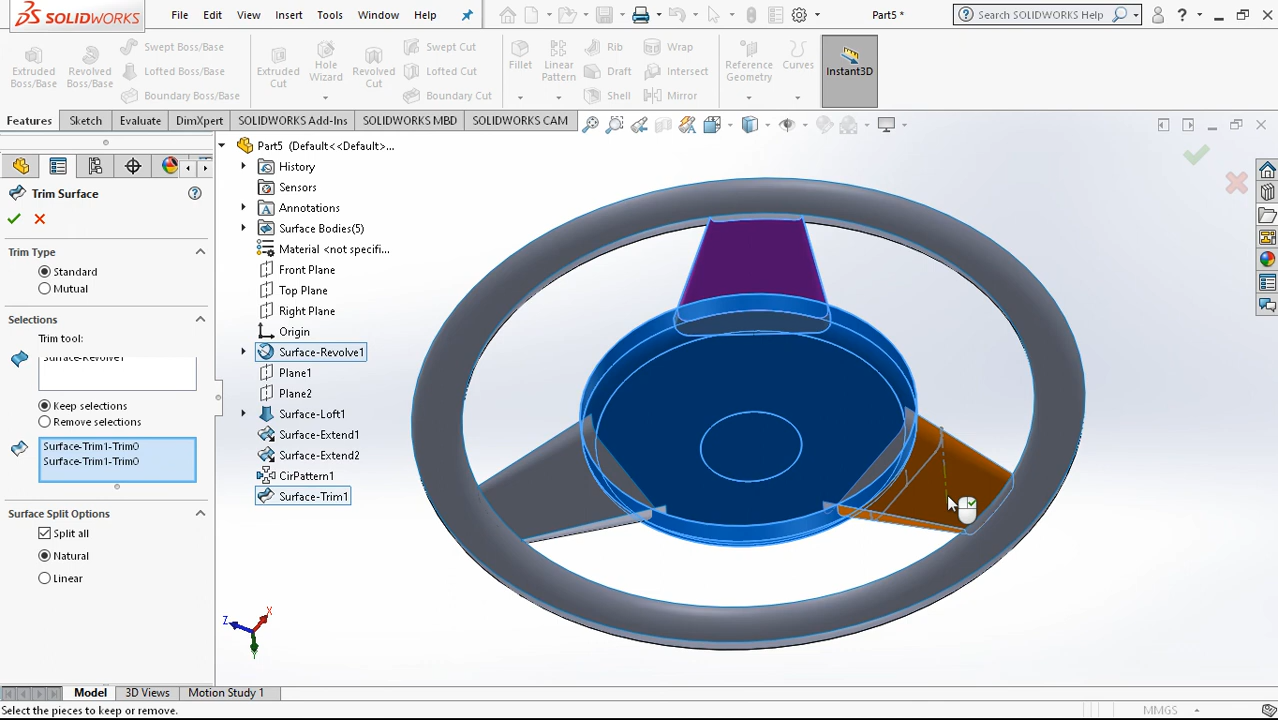 SOLIDWORKS
File
Edit
View
Insert
Tools
Window
Help
Part5 *
Search SOLIDWORKS Help
?
Extruded Boss/Base
Revolved Boss/Base
Swept Boss/Base
Lofted Boss/Base
Boundary Boss/Base
Extruded Cut
Hole Wizard
Revolved Cut
Swept Cut
Lofted Cut
Boundary Cut
Fillet
Linear Pattern
Rib
Draft
Shell
Wrap
Intersect
Mirror
Reference Geometry
Curves
Instant3D
Features
Sketch
Evaluate
DimXpert
SOLIDWORKS Add-Ins
SOLIDWORKS MBD
SOLIDWORKS CAM
Trim Surface
?
Trim Type
Standard
Mutual
Selections
Trim tool:
Surface-Revolve1
Keep selections
Remove selections
Surface-Trim1-Trim0
Surface-Trim1-Trim0
Surface Split Options
Split all
Natural
Linear
Part5 (Default<<Default>...
History
Sensors
Annotations
Surface Bodies(5)
Material <not specifi...
Front Plane
Top Plane
Right Plane
Origin
Surface-Revolve1
Plane1
Plane2
Surface-Loft1
Surface-Extend1
Surface-Extend2
CirPattern1
Surface-Trim1
X
Z
Y
Model
3D Views
Motion Study 1
Select the pieces to keep or remove.
MMGS